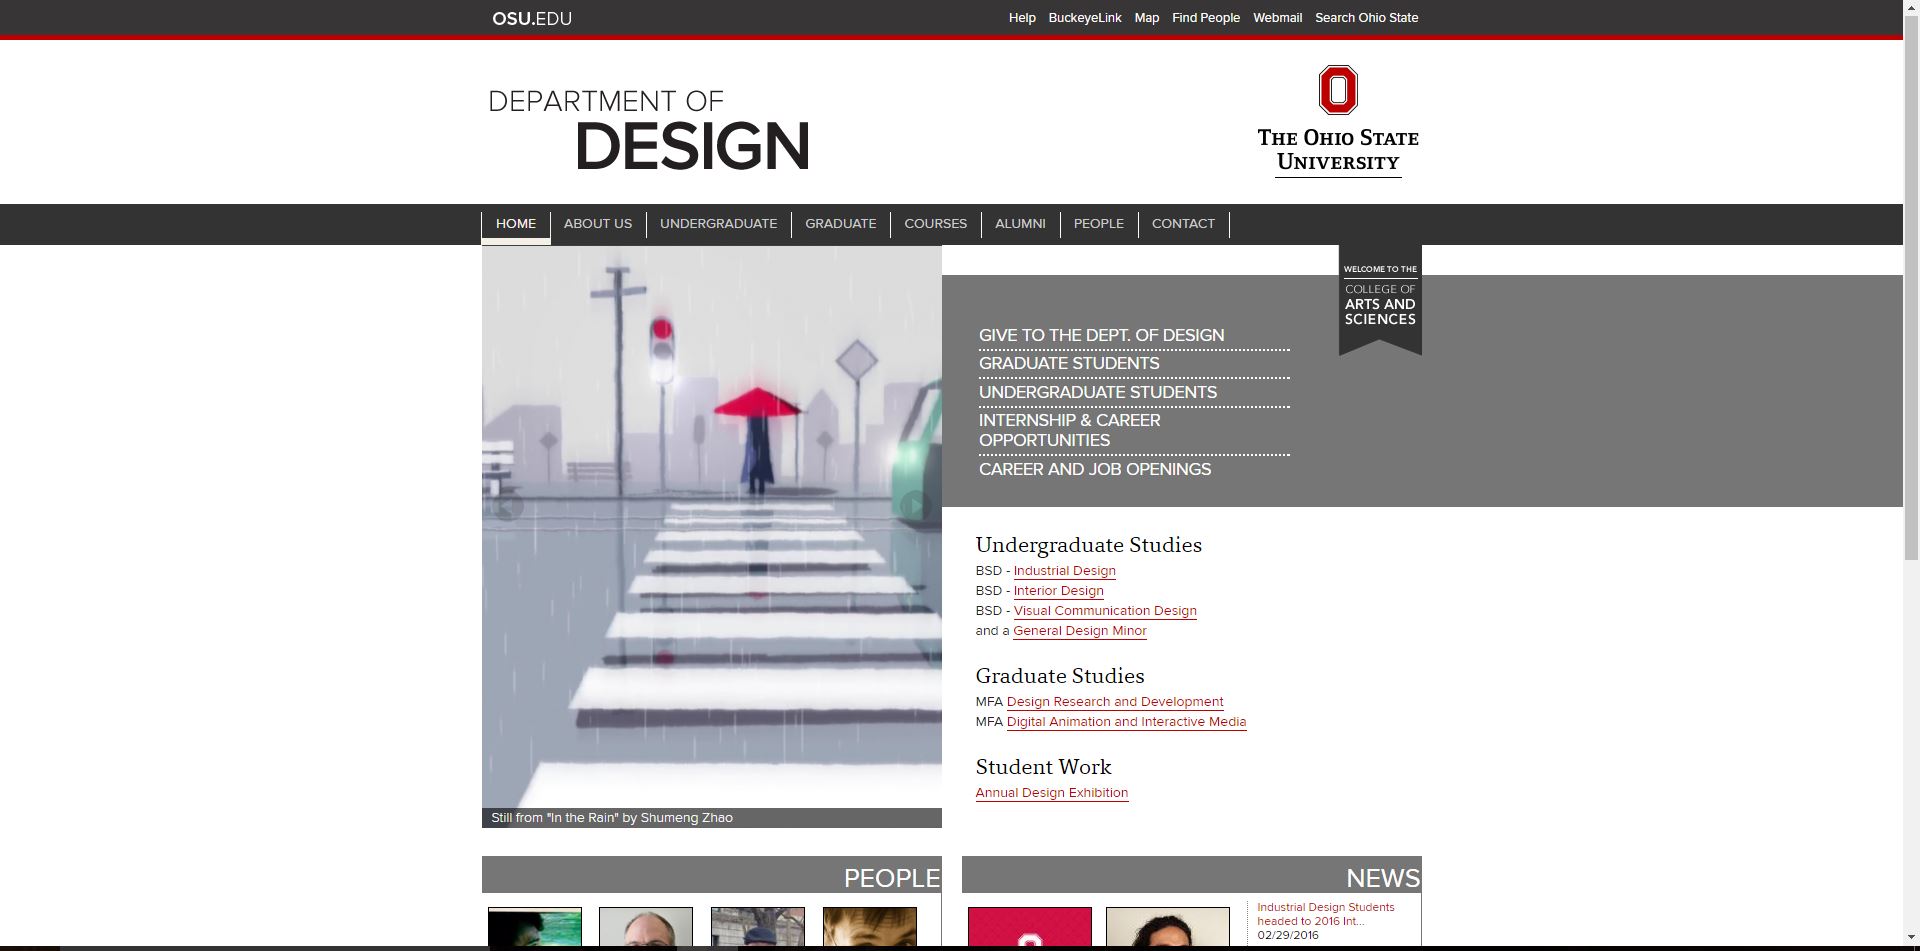 OSU.EDU
Help BuckeyeLink Map Find People Webmail Search Ohio State
DEPARTMENT OF
DESIGN
O
THE OHIO STATE
UNIVERSITY
HOME ABOUT US UNDERGRADUATE GRADUATE COURSES ALUMNI PEOPLE CONTACT
WELCOME TO THE
COLLEGE OF
ARTS AND
SCIENCES
GIVE TO THE DEPT. OF DESIGN
GRADUATE STUDENTS
UNDERGRADUATE STUDENTS
INTERNSHIP & CAREER
OPPORTUNITIES
CAREER AND JOB OPENINGS
Undergraduate Studies
BSD - Industrial Design
BSD - Interior Design
BSD - Visual Communication Design
and a General Design Minor
Graduate Studies
MFA Design Research and Development
MFA Digital Animation and Interactive Media
Student Work
Annual Design Exhibition
Still from "In the Rain" by Shumeng Zhao
PEOPLE
NEWS
Industrial Design Students
headed to 2016 Int...
02/29/2016